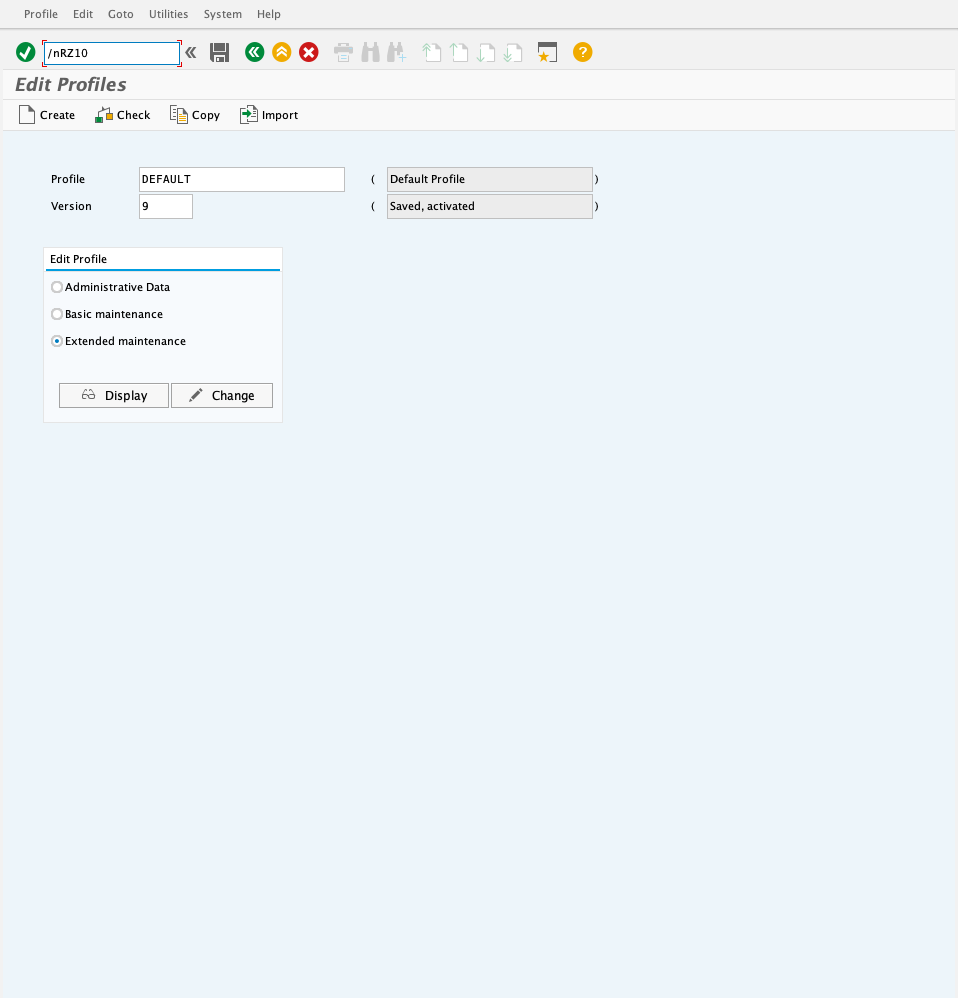 Profile Edit Goto Utilities System Help
/nRZ10
Edit Profiles
Create Check Copy Import
Profile DEFAULT ( Default Profile )
Version 9 ( Saved, activated )
Edit Profile
Administrative Data
Basic maintenance
Extended maintenance
Display Change